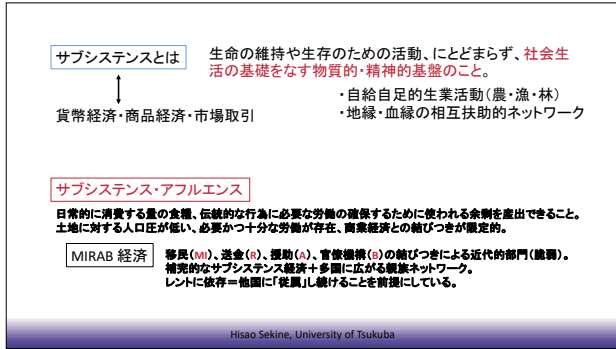 サブシステンスとは
生命の維持や生存のための活動、にとどまらず、社会生
活の基礎をなす物質的・精神的基盤のこと。
・自給自足的生業活動(農・漁・林)
・地縁・血縁の相互扶助的ネットワーク
貨幣経済・商品経済・市場取引
サブシステンス・アフルエンス
日常的に消費する量の食糧、伝統的な行為に必要な労働の確保するために使われる余剰を産出できること。
土地に対する人口圧が低い、必要かつ十分な労働が存在、商業経済との結びつきが限定的。
MIRAB 経済
移民(MI)、送金(R)、援助(A)、官僚機構(B)の結びつきによる近代的部門(脆弱)。
補完的なサブシステンス経済+多国に広がる親族ネットワーク。
レントに依存=他国に「従属」し続けることを前提にしている。
Hisao Sekine, University of Tsukuba